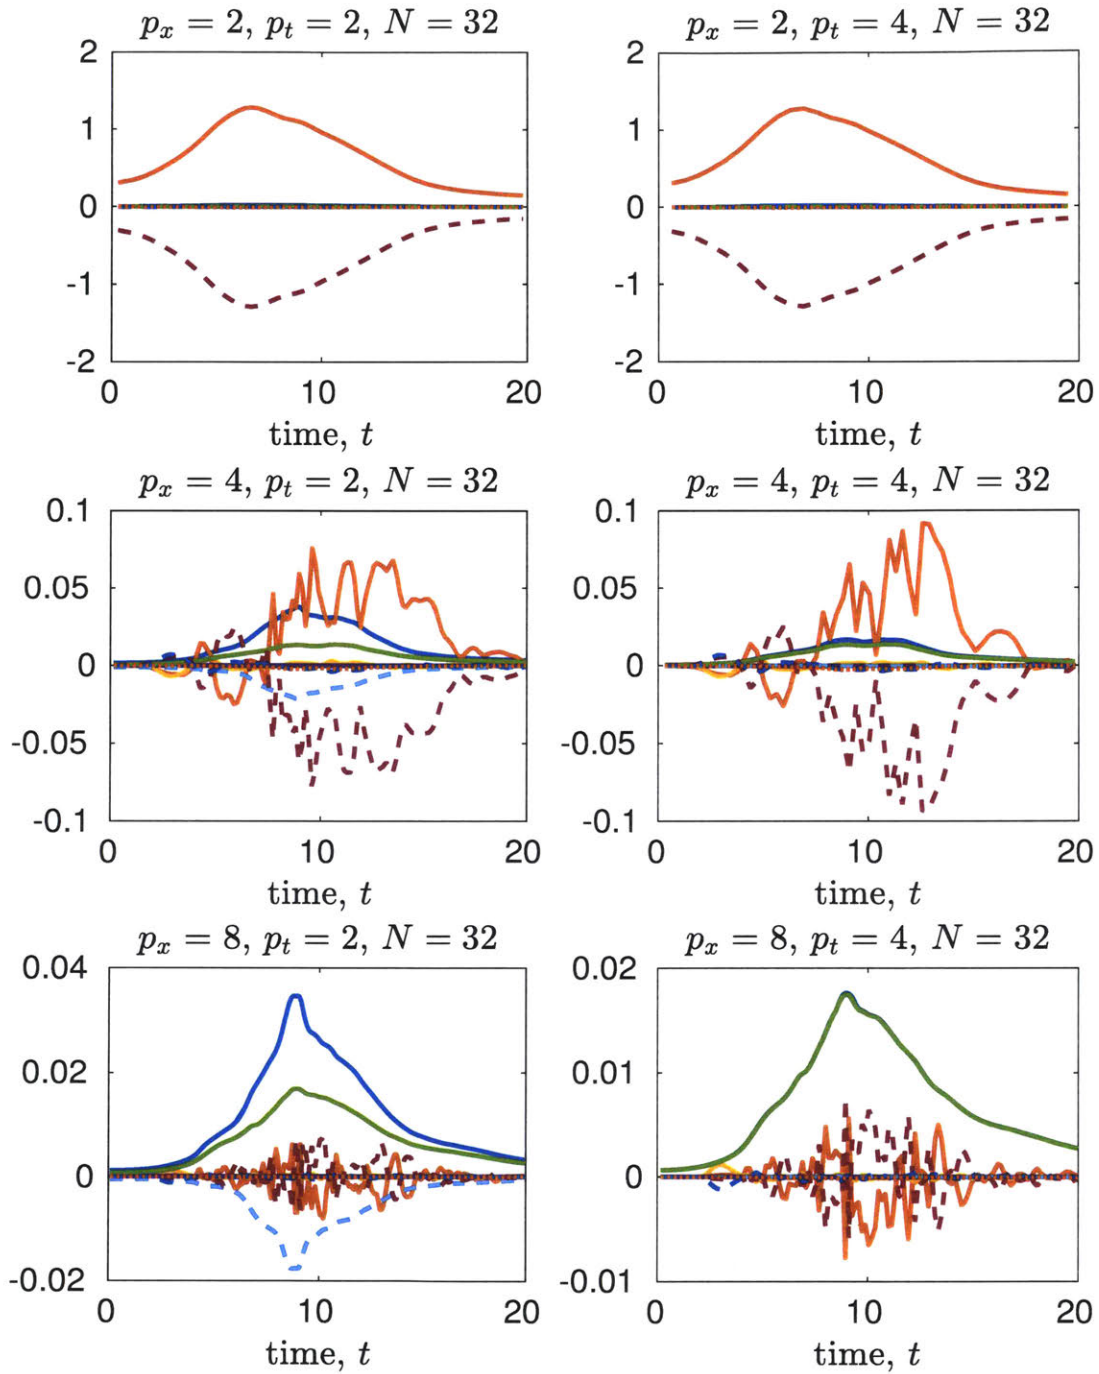 p_x = 2, p_t = 2, N = 32
2
1
0
-1
-2
0 10 20
time, t
p_x = 2, p_t = 4, N = 32
2
1
0
-1
-2
0 10 20
time, t
p_x = 4, p_t = 2, N = 32
0.1
0.05
0
-0.05
-0.1
0 10 20
time, t
p_x = 4, p_t = 4, N = 32
0.1
0.05
0
-0.05
-0.1
0 10 20
time, t
p_x = 8, p_t = 2, N = 32
0.04
0.02
0
-0.02
0 10 20
time, t
p_x = 8, p_t = 4, N = 32
0.02
0.01
0
-0.01
0 10 20
time, t